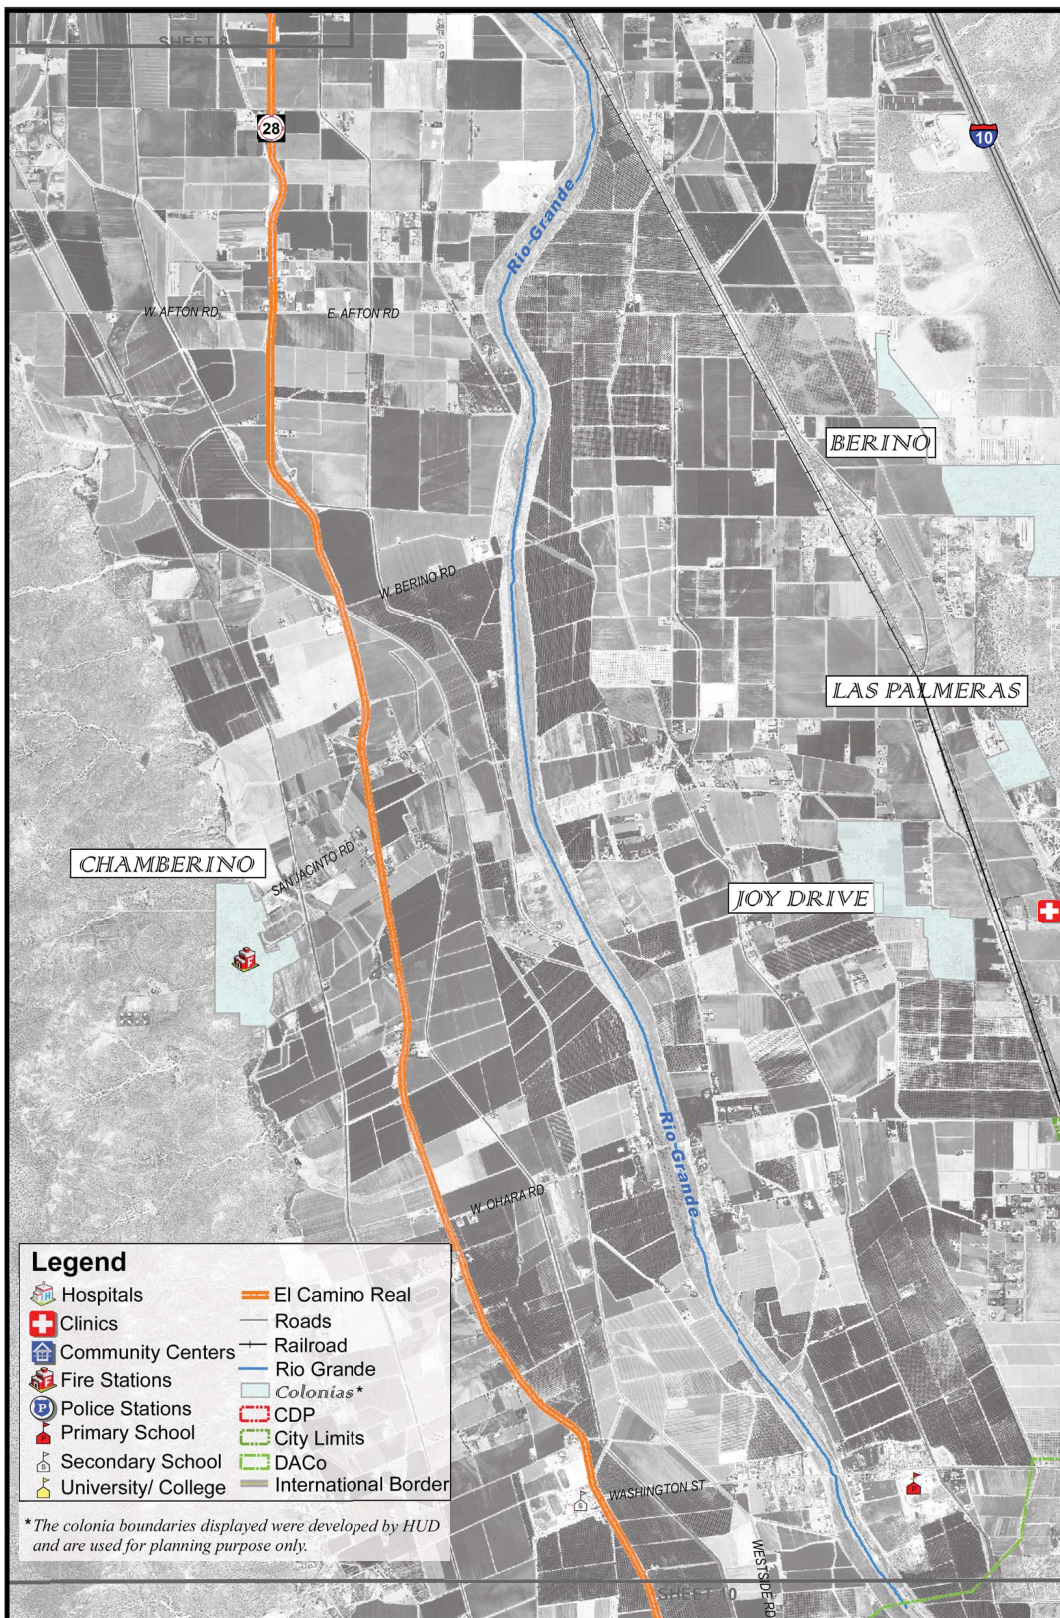 SHEET 8
28
10
Rio-Grande
W. AFTON RD
E. AFTON RD
BERINO
W. BERINO RD
LAS PALMERAS
CHAMBERINO
SAN JACINTO RD
JOY DRIVE
F
Rio-Grande
W. OHARA RD
Legend
H Hospitals
Clinics
Community Centers
F Fire Stations
P Police Stations
P Primary School
S Secondary School
University/ College
El Camino Real
Roads
Railroad
Rio Grande
Colonias*
CDP
City Limits
DACo
International Border
*The colonia boundaries displayed were developed by HUD
and are used for planning purpose only.
P
S
WASHINGTON ST
WESTSIDE RD
SHEET 10